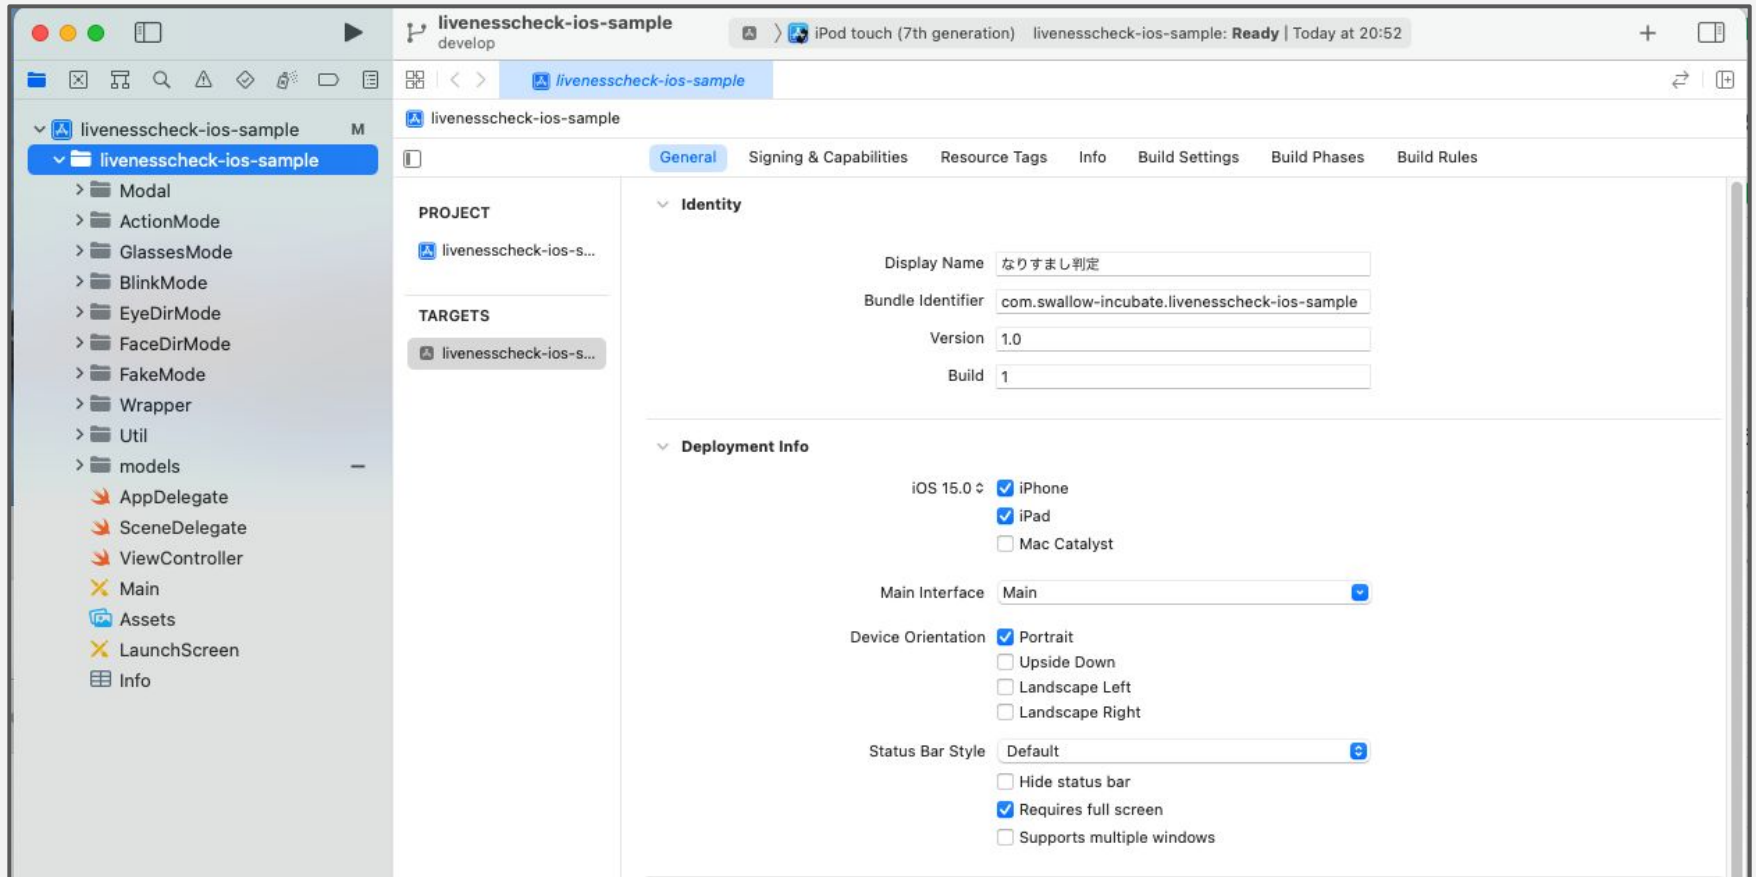 livenesscheck-ios-sample
develop
iPod touch (7th generation) livenesscheck-ios-sample: Ready | Today at 20:52
livenesscheck-ios-sample
livenesscheck-ios-sample M
livenesscheck-ios-sample
Modal
ActionMode
GlassesMode
BlinkMode
EyeDirMode
FaceDirMode
FakeMode
Wrapper
Util
models
AppDelegate
SceneDelegate
ViewController
Main
Assets
LaunchScreen
Info
livenesscheck-ios-sample
General Signing & Capabilities Resource Tags Info Build Settings Build Phases Build Rules
PROJECT
livenesscheck-ios-s...
TARGETS
livenesscheck-ios-s...
Identity
Display Name なりすまし判定
Bundle Identifier com.swallow-incubate.livenesscheck-ios-sample
Version 1.0
Build 1
Deployment Info
iOS 15.0 iPhone
iPad
Mac Catalyst
Main Interface Main
Device Orientation Portrait
Upside Down
Landscape Left
Landscape Right
Status Bar Style Default
Hide status bar
Requires full screen
Supports multiple windows